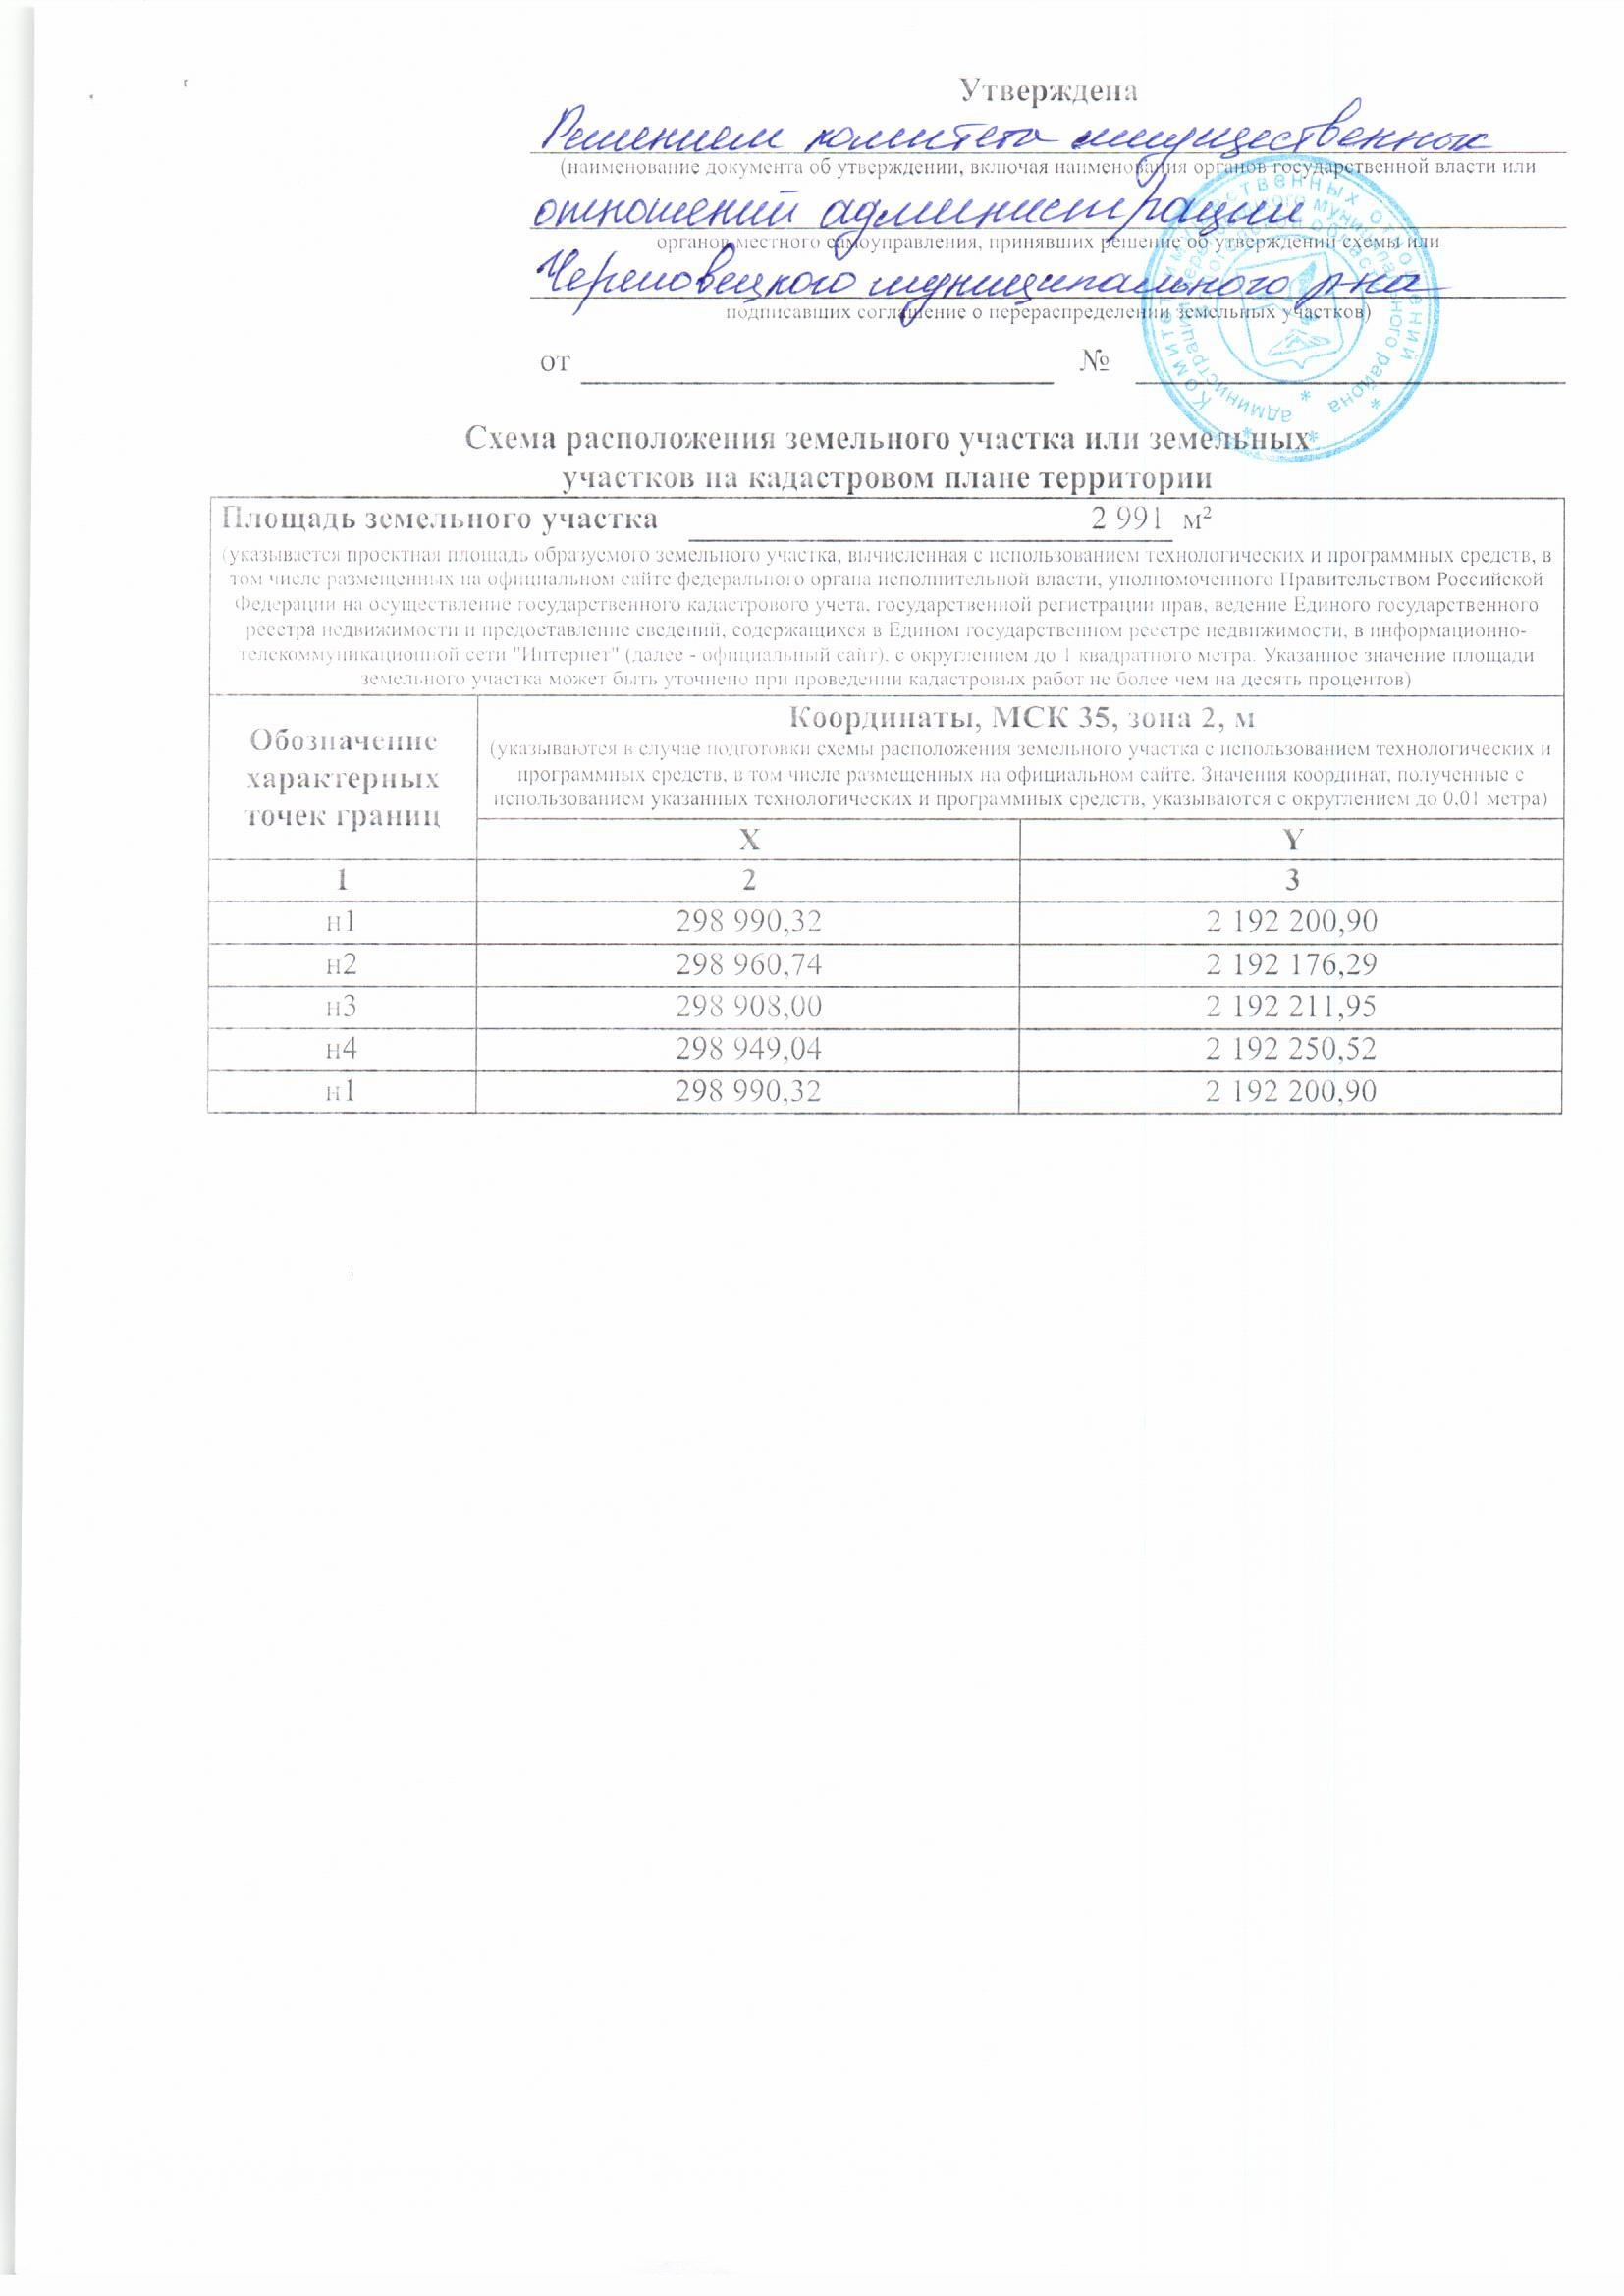 Утверждена
Решением комитета имущественных
(наименование документа об утверждении, включая наименования органов государственной власти или
отношений администрации
органов местного самоуправления, принявших решение об утверждении схемы или
Череповецкого муниципального р-на
подписавших соглашение о перераспределении земельных участков)
от №
Комитет имущественных отношений
администрации Череповецкого муниципального района
Вологодской области
Схема расположения земельного участка или земельных
участков на кадастровом плане территории
Площадь земельного участка 2 991 м²
(указывается проектная площадь образуемого земельного участка, вычисленная с использованием технологических и программных средств, в
том числе размещенных на официальном сайте федерального органа исполнительной власти, уполномоченного Правительством Российской
Федерации на осуществление государственного кадастрового учета, государственной регистрации прав, ведение Единого государственного
реестра недвижимости и предоставление сведений, содержащихся в Едином государственном реестре недвижимости, в информационно-
телекоммуникационной сети "Интернет" (далее - официальный сайт), с округлением до 1 квадратного метра. Указанное значение площади
земельного участка может быть уточнено при проведении кадастровых работ не более чем на десять процентов)
Обозначение
характерных
точек границ
Координаты, МСК 35, зона 2, м
(указываются в случае подготовки схемы расположения земельного участка с использованием технологических и
программных средств, в том числе размещенных на официальном сайте. Значения координат, полученные с
использованием указанных технологических и программных средств, указываются с округлением до 0,01 метра)
X Y
1 2 3
н1 298 990,32 2 192 200,90
н2 298 960,74 2 192 176,29
н3 298 908,00 2 192 211,95
н4 298 949,04 2 192 250,52
н1 298 990,32 2 192 200,90